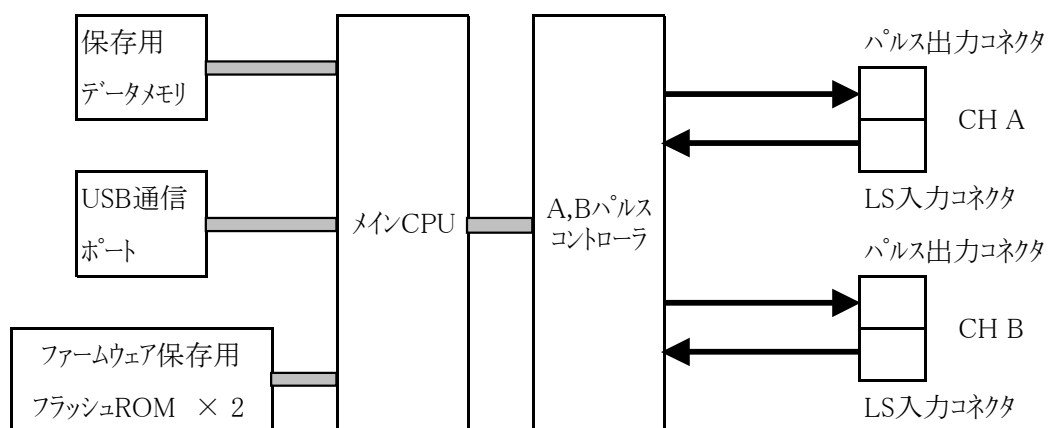 保存用
データメモリ
USB通信
ポート
ファームウェア保存用
フラッシュROM × 2
メインCPU
A,Bパルス
コントローラ
パルス出力コネクタ
CH A
LS入力コネクタ
パルス出力コネクタ
CH B
LS入力コネクタ